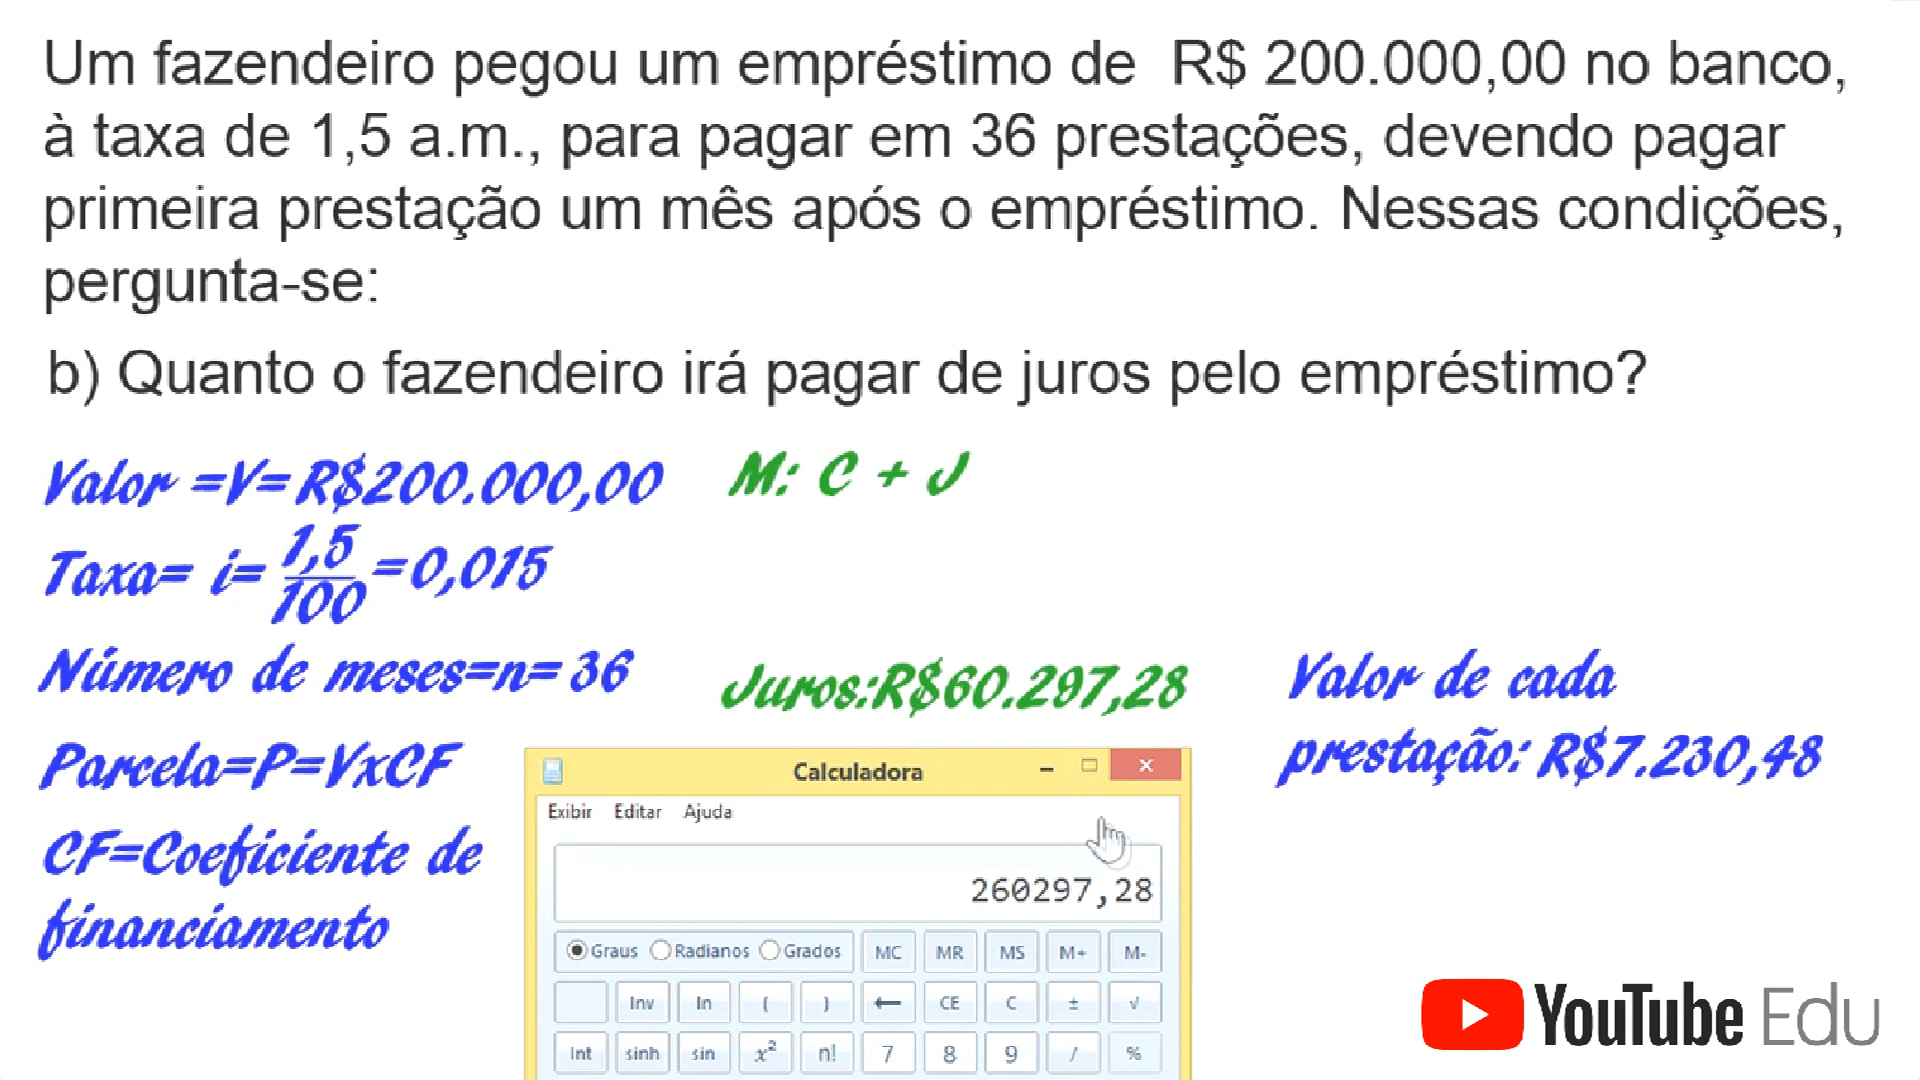 Um fazendeiro pegou um empréstimo de R$ 200.000,00 no banco,
à taxa de 1,5 a.m., para pagar em 36 prestações, devendo pagar
primeira prestação um mês após o empréstimo. Nessas condições,
pergunta-se:
b) Quanto o fazendeiro irá pagar de juros pelo empréstimo?
Valor =V= R$200.000,00
M: C + J
Taxa= i= 1,5/100 =0,015
Número de meses=n= 36
Juros:R$60.297,28
Valor de cada
prestação: R$7.230,48
Parcela=P=VxCF
CF=Coeficiente de
financiamento
Calculadora
Exibir Editar Ajuda
260297,28
Graus Radianos Grados MC MR MS M+ M-
Inv ln ( ) ← CE C ± √
Int sinh sin x² n! 7 8 9 / %
YouTube Edu